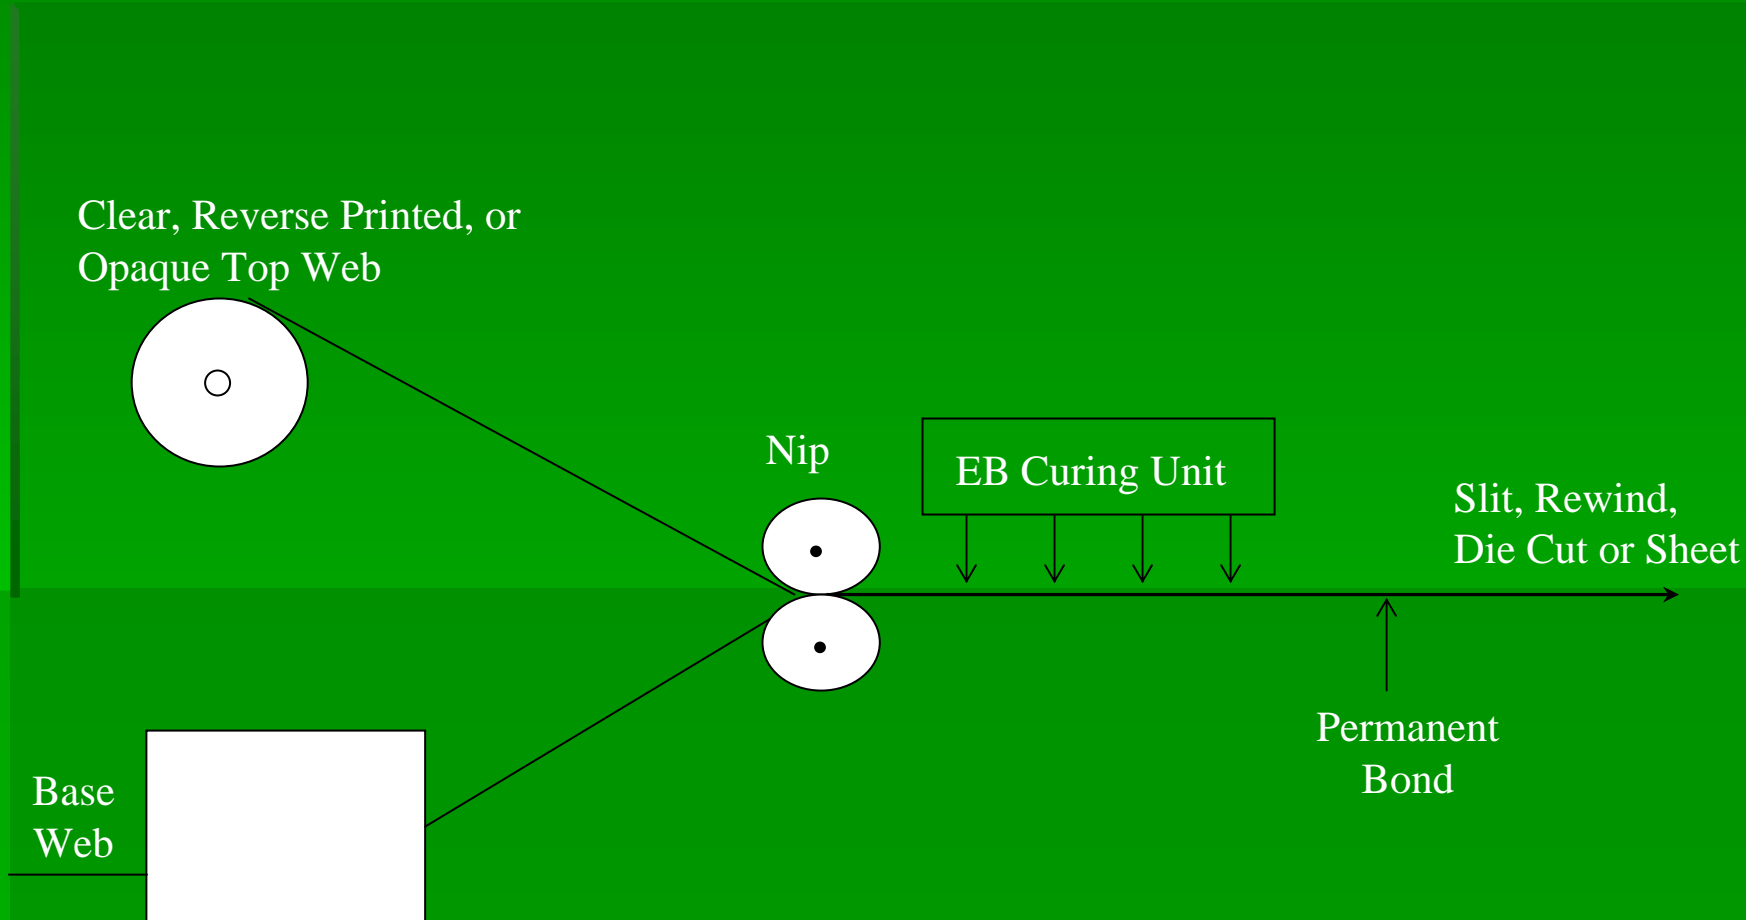 Clear, Reverse Printed, or
Opaque Top Web
Nip
EB Curing Unit
Slit, Rewind,
Die Cut or Sheet
Permanent
Bond
Base
Web